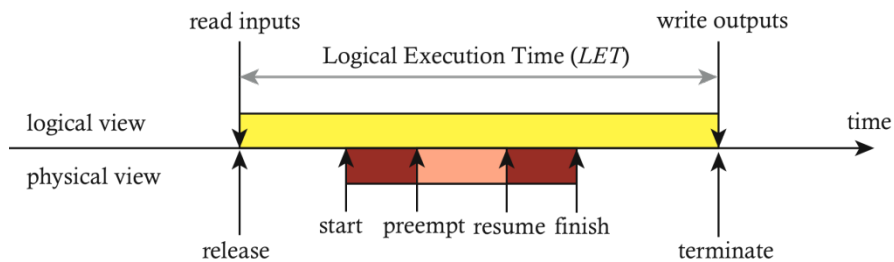 read inputs
write outputs
Logical Execution Time (LET)
logical view
time
physical view
start
preempt
resume
finish
release
terminate